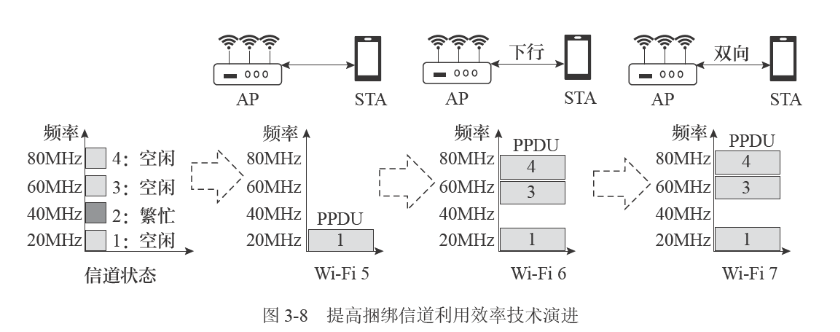 下行
双向
AP
STA
AP
STA
AP
STA
频率
80MHz
4：空闲
60MHz
3：空闲
40MHz
2：繁忙
20MHz
1：空闲
信道状态
频率
80MHz
60MHz
40MHz
20MHz
PPDU
1
Wi-Fi 5
频率
PPDU
80MHz
4
60MHz
3
40MHz
20MHz
1
Wi-Fi 6
频率
PPDU
80MHz
4
60MHz
3
40MHz
20MHz
1
Wi-Fi 7
图 3-8 提高捆绑信道利用效率技术演进